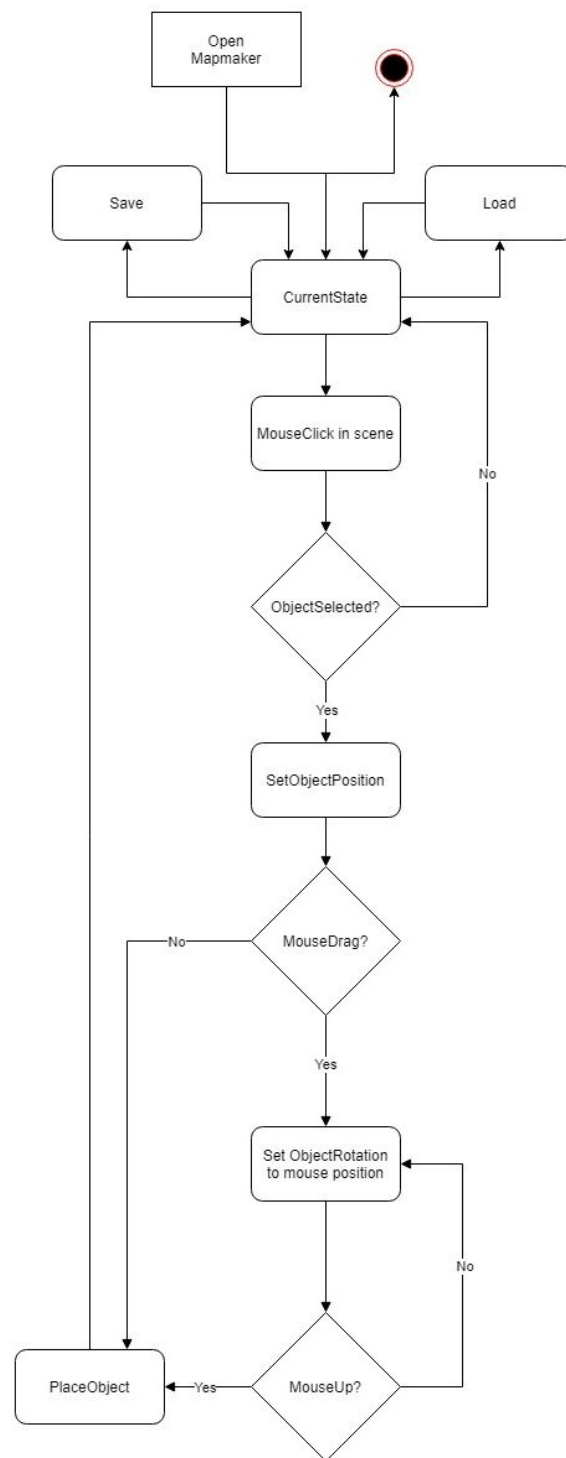 Open
Mapmaker
Save
Load
CurrentState
MouseClick in scene
No
ObjectSelected?
Yes
SetObjectPosition
No
MouseDrag?
Yes
Set ObjectRotation
to mouse position
No
PlaceObject
Yes
MouseUp?